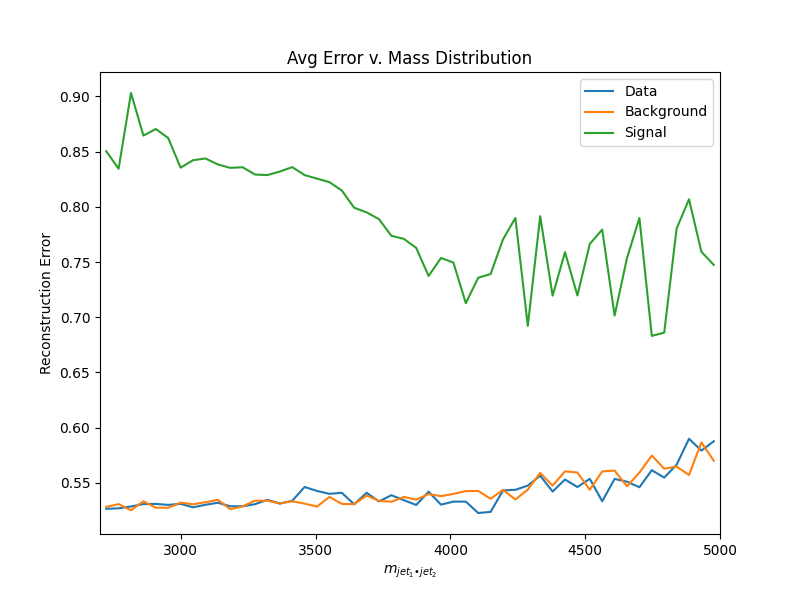 Avg Error v. Mass Distribution
Data
Background
Signal
Reconstruction Error
0.90
0.85
0.80
0.75
0.70
0.65
0.60
0.55
3000
3500
4000
4500
5000
m_{jet_1•jet_2}